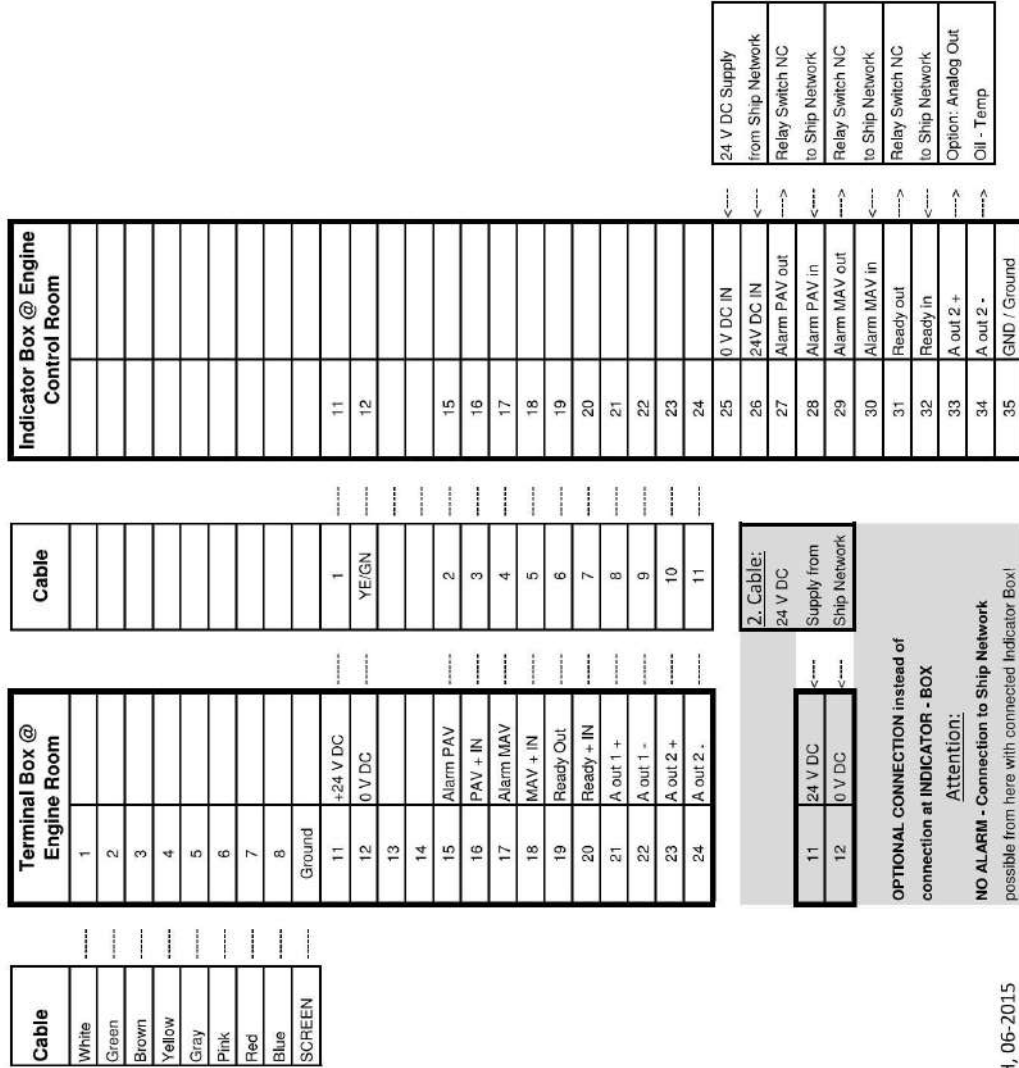 Cable
White ------
Green ------
Brown ------
Yellow ------
Gray ------
Pink ------
Red ------
Blue ------
SCREEN ------
Terminal Box @
Engine Room
1
2
3
4
5
6
7
8
Ground
11 +24 V DC ------
12 0 V DC ------
13
14
15 Alarm PAV ------
16 PAV + IN ------
17 Alarm MAV ------
18 MAV + IN ------
19 Ready Out ------
20 Ready + IN ------
21 A out 1 + ------
22 A out 1 - ------
23 A out 2 + ------
24 A out 2 - ------
Cable
1 ------
YE/GN ------
------
------
2 ------
3 ------
4 ------
5 ------
6 ------
7 ------
8 ------
9 ------
10 ------
11 ------
Indicator Box @ Engine
Control Room
11
12
15
16
17
18
19
20
21
22
23
24
25 0 V DC IN <---- 24 V DC Supply
26 24V DC IN <---- from Ship Network
27 Alarm PAV out ----> Relay Switch NC
28 Alarm PAV in <---- to Ship Network
29 Alarm MAV out ----> Relay Switch NC
30 Alarm MAV in <---- to Ship Network
31 Ready out ----> Relay Switch NC
32 Ready in <---- to Ship Network
33 A out 2 + ----> Option: Analog Out
34 A out 2 - ----> Oil - Temp
35 GND / Ground
2. Cable:
24 V DC
11 24 V DC <---- Supply from
12 0 V DC <---- Ship Network
OPTIONAL CONNECTION instead of
connection at INDICATOR - BOX
Attention:
NO ALARM - Connection to Ship Network
possible from here with connected Indicator Box!
, 06-2015